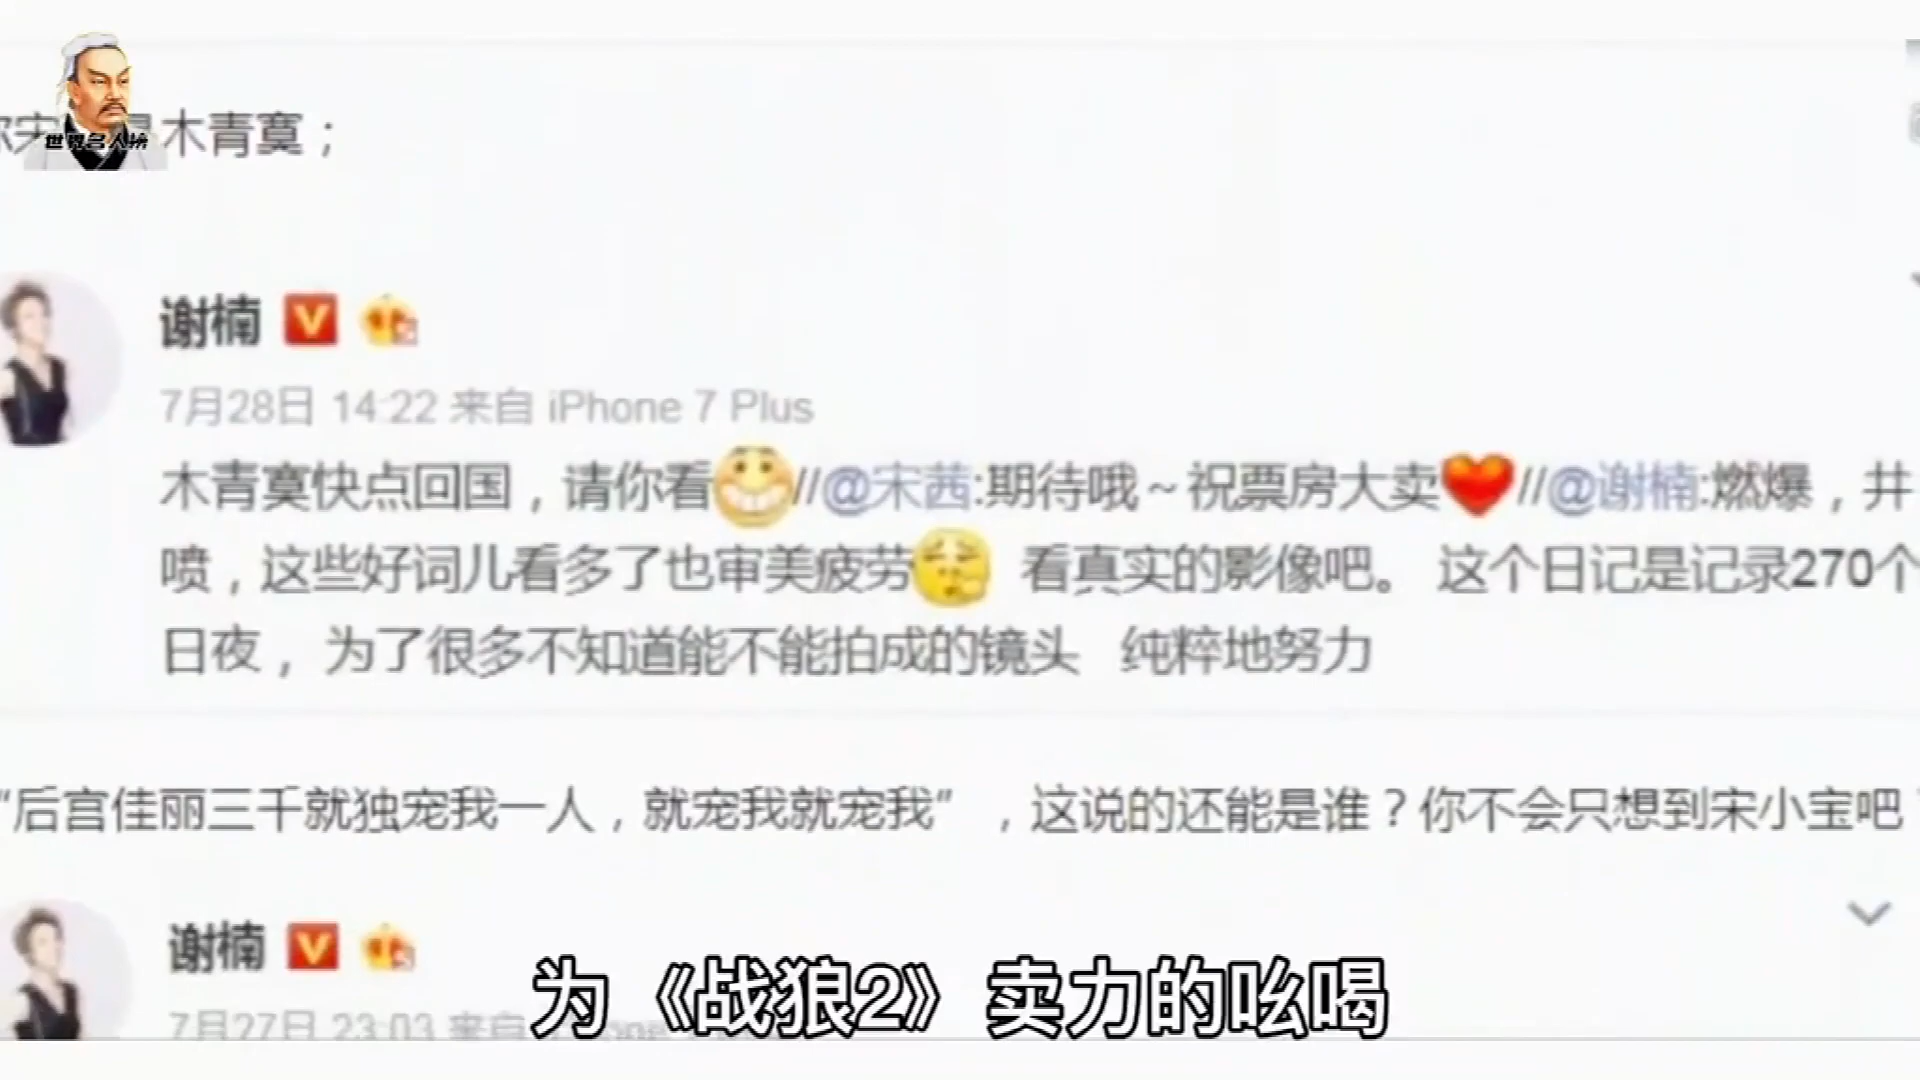 木青寞；
世界名人榜
谢楠
7月28日 14:22 来自 iPhone 7 Plus
木青寞快点回国，请你看//@宋茜:期待哦～祝票房大卖//@谢楠:燃爆，井
喷，这些好词儿看多了也审美疲劳 看真实的影像吧。 这个日记是记录270个
日夜， 为了很多不知道能不能拍成的镜头 纯粹地努力
“后宫佳丽三千就独宠我一人，就宠我就宠我”，这说的还能是谁？你不会只想到宋小宝吧
谢楠
7月27日 23:03 来自
为《战狼2》 卖力的吆喝